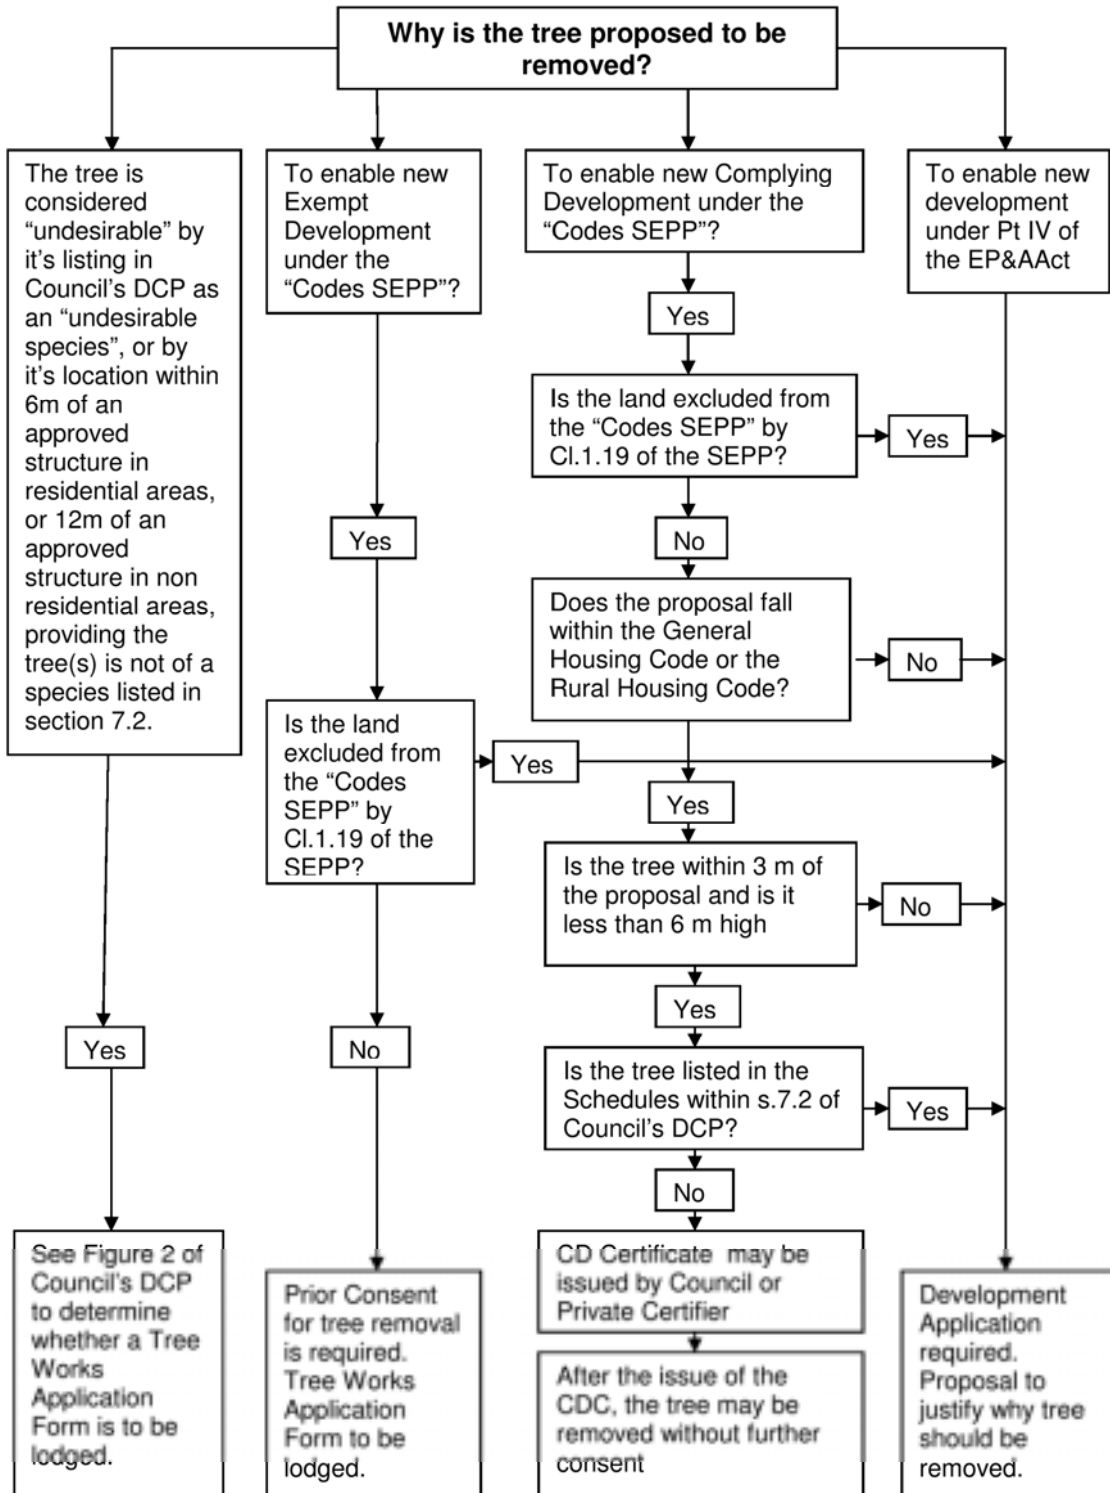 Why is the tree proposed to be
removed?
The tree is
considered
“undesirable” by
it’s listing in
Council’s DCP as
an “undesirable
species”, or by
it’s location within
6m of an
approved
structure in
residential areas,
or 12m of an
approved
structure in non
residential areas,
providing the
tree(s) is not of a
species listed in
section 7.2.
Yes
See Figure 2 of
Council’s DCP
to determine
whether a Tree
Works
Application
Form is to be
lodged.
To enable new
Exempt
Development
under the
“Codes SEPP”?
Yes
Is the land
excluded from
the “Codes
SEPP” by
Cl.1.19 of the
SEPP?
Yes
No
Prior Consent
for tree removal
is required.
Tree Works
Application
Form to be
lodged.
To enable new Complying
Development under the
“Codes SEPP”?
Yes
Is the land excluded from
the “Codes SEPP” by
Cl.1.19 of the SEPP?
Yes
No
Does the proposal fall
within the General
Housing Code or the
Rural Housing Code?
No
Yes
Is the tree within 3 m of
the proposal and is it
less than 6 m high
No
Yes
Is the tree listed in the
Schedules within s.7.2 of
Council’s DCP?
Yes
No
CD Certificate may be
issued by Council or
Private Certifier
After the issue of the
CDC, the tree may be
removed without further
consent
To enable new
development
under Pt IV of
the EP&AAct
Development
Application
required.
Proposal to
justify why tree
should be
removed.